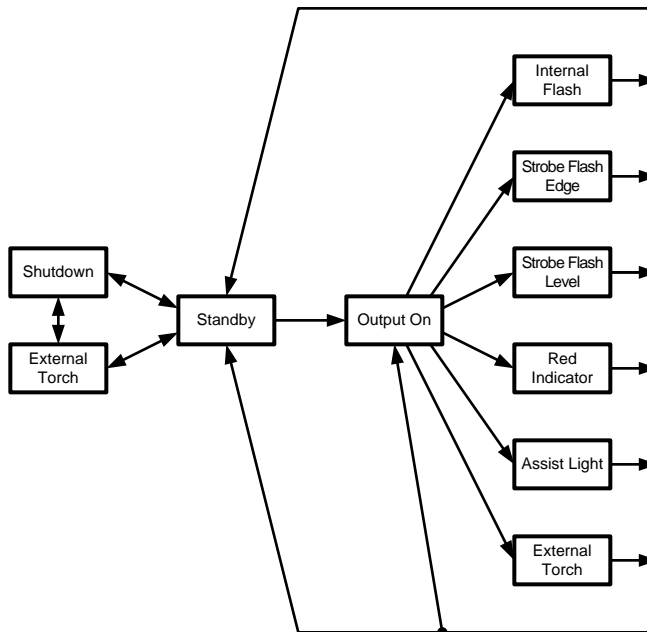 Internal
Flash
Strobe Flash
Edge
Shutdown
Strobe Flash
Level
Standby
Output On
External
Torch
Red
Indicator
Assist Light
External
Torch